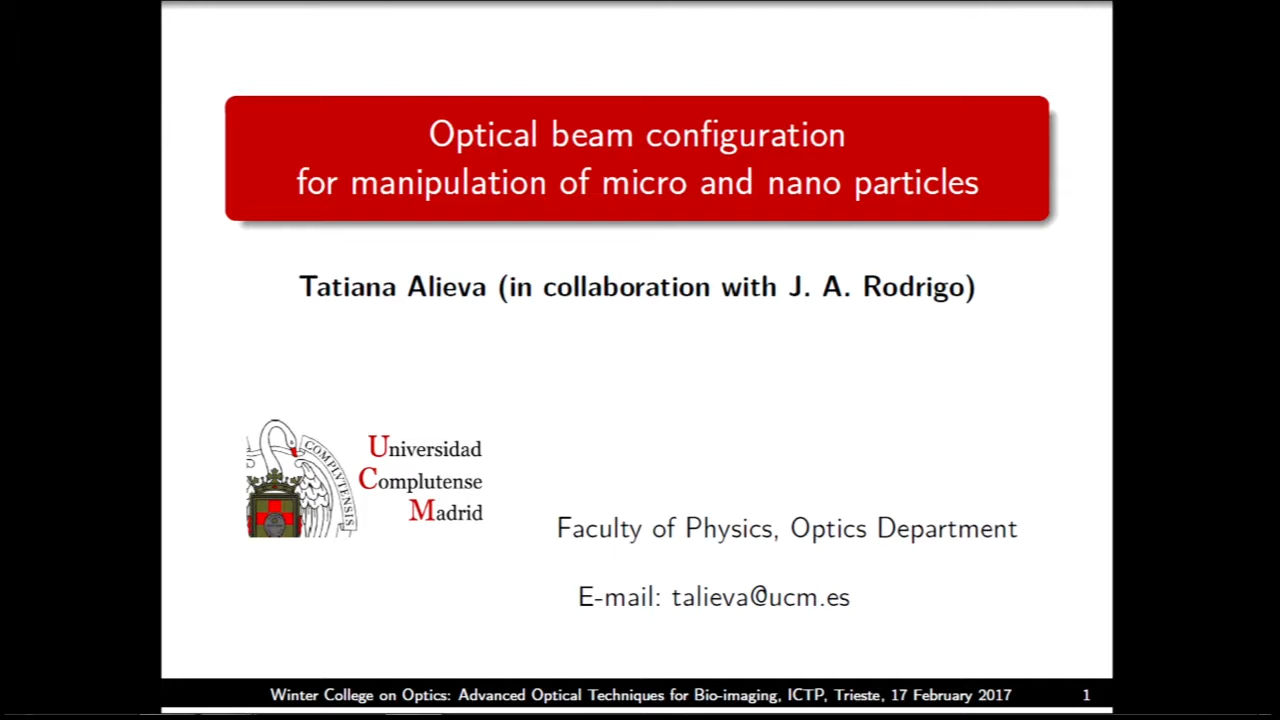 Optical beam configuration
for manipulation of micro and nano particles
Tatiana Alieva (in collaboration with J. A. Rodrigo)
COMPLVTENSIS
Universidad
Complutense
Madrid
Faculty of Physics, Optics Department
E-mail: talieva@ucm.es
Winter College on Optics: Advanced Optical Techniques for Bio-imaging, ICTP, Trieste, 17 February 2017 1